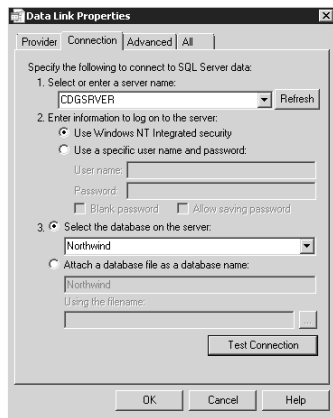 Data Link Properties
Provider Connection Advanced All
Specify the following to connect to SQL Server data:
1. Select or enter a server name:
CDGSRVER Refresh
2. Enter information to log on to the server:
Use Windows NT Integrated security
Use a specific user name and password:
User name:
Password:
Blank password Allow saving password
3. Select the database on the server:
Northwind
Attach a database file as a database name:
Northwind
Using the filename:
...
Test Connection
OK Cancel Help